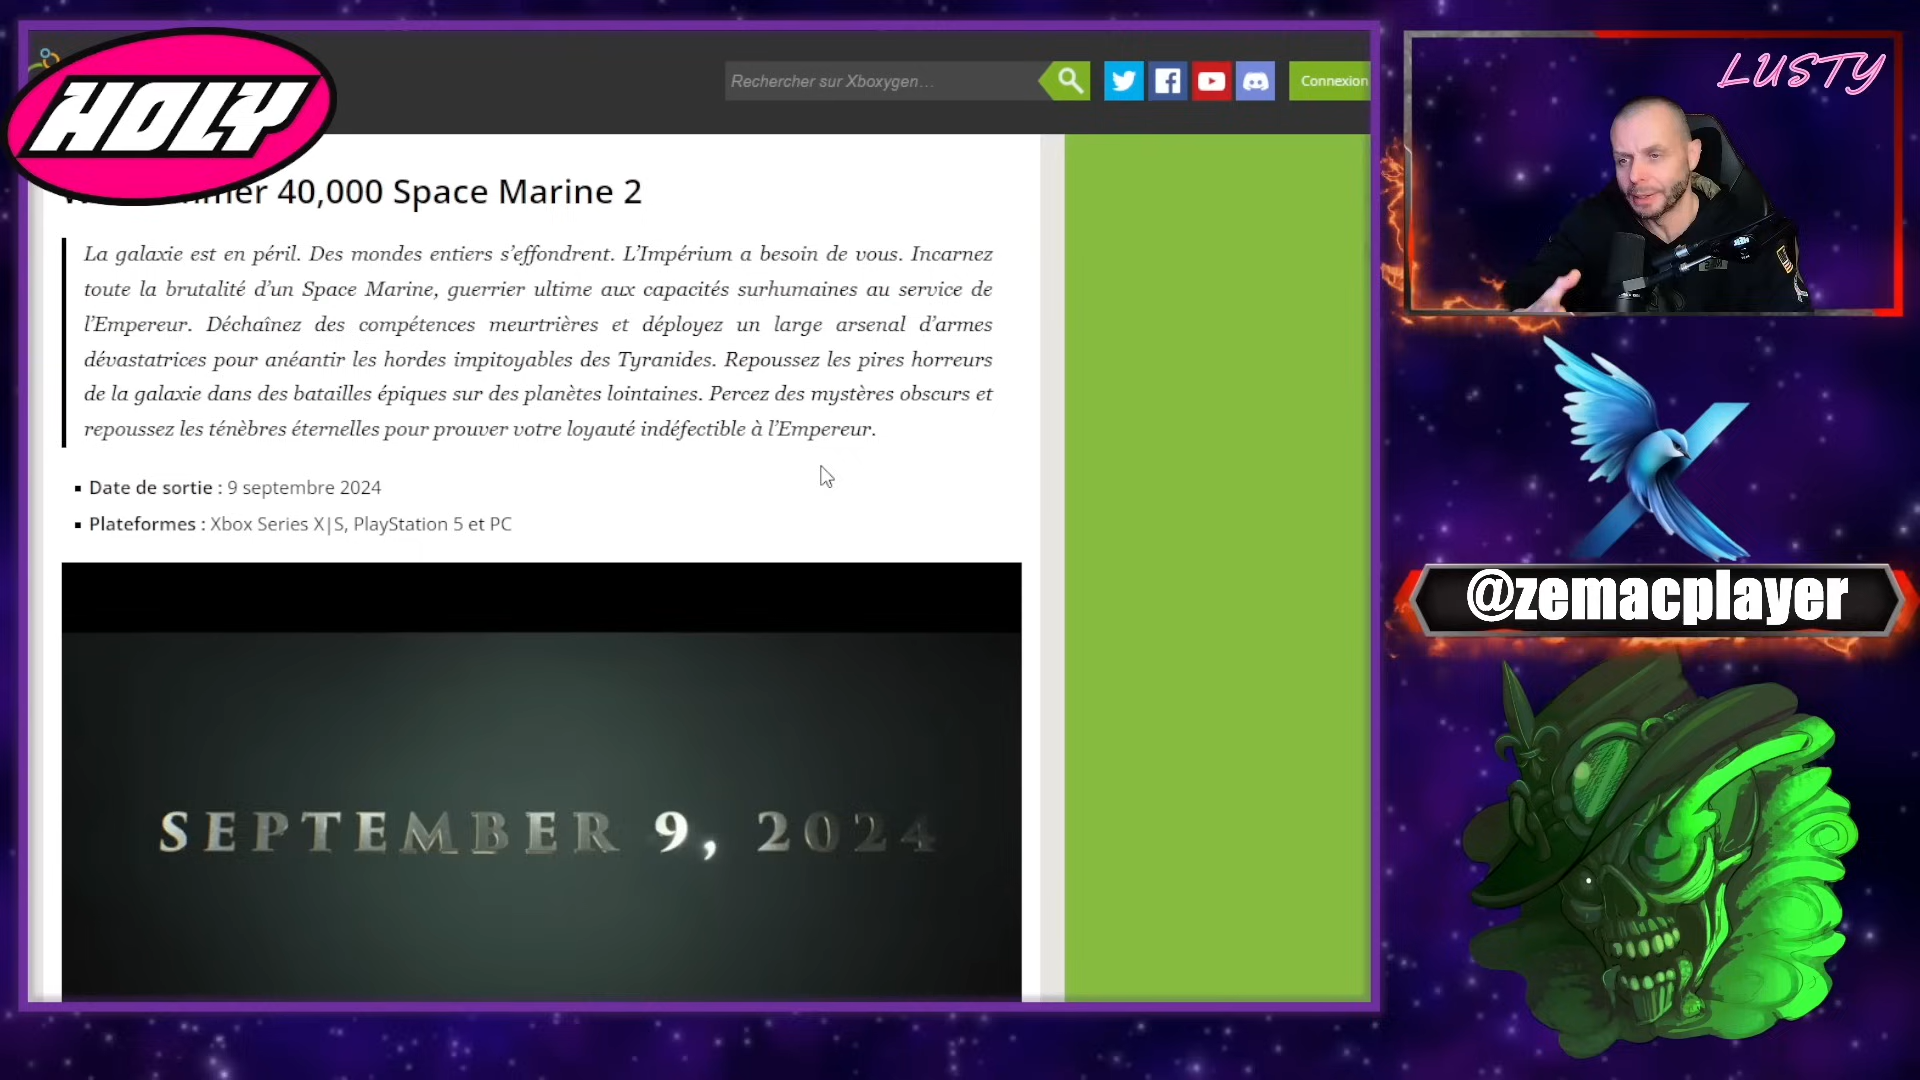 HOLY
Rechercher sur Xboxygen…
Connexion
LUSTY
40,000 Space Marine 2
La galaxie est en péril. Des mondes entiers s’effondrent. L’Impérium a besoin de vous. Incarnez
toute la brutalité d’un Space Marine, guerrier ultime aux capacités surhumaines au service de
l’Empereur. Déchaînez des compétences meurtrières et déployez un large arsenal d’armes
dévastatrices pour anéantir les hordes impitoyables des Tyranides. Repoussez les pires horreurs
de la galaxie dans des batailles épiques sur des planètes lointaines. Percez des mystères obscurs et
repoussez les ténèbres éternelles pour prouver votre loyauté indéfectible à l’Empereur.
▪ Date de sortie : 9 septembre 2024
▪ Plateformes : Xbox Series X|S, PlayStation 5 et PC
SEPTEMBER 9, 2024
@zemacplayer